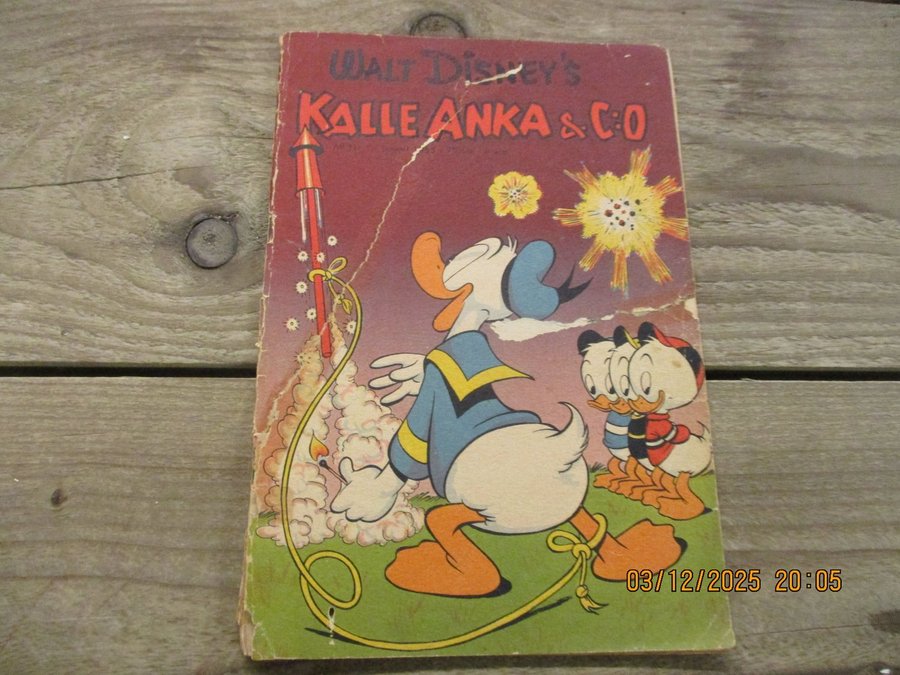 WALT DISNEY'S
KALLE ANKA & C:O
03/12/2025 20:05